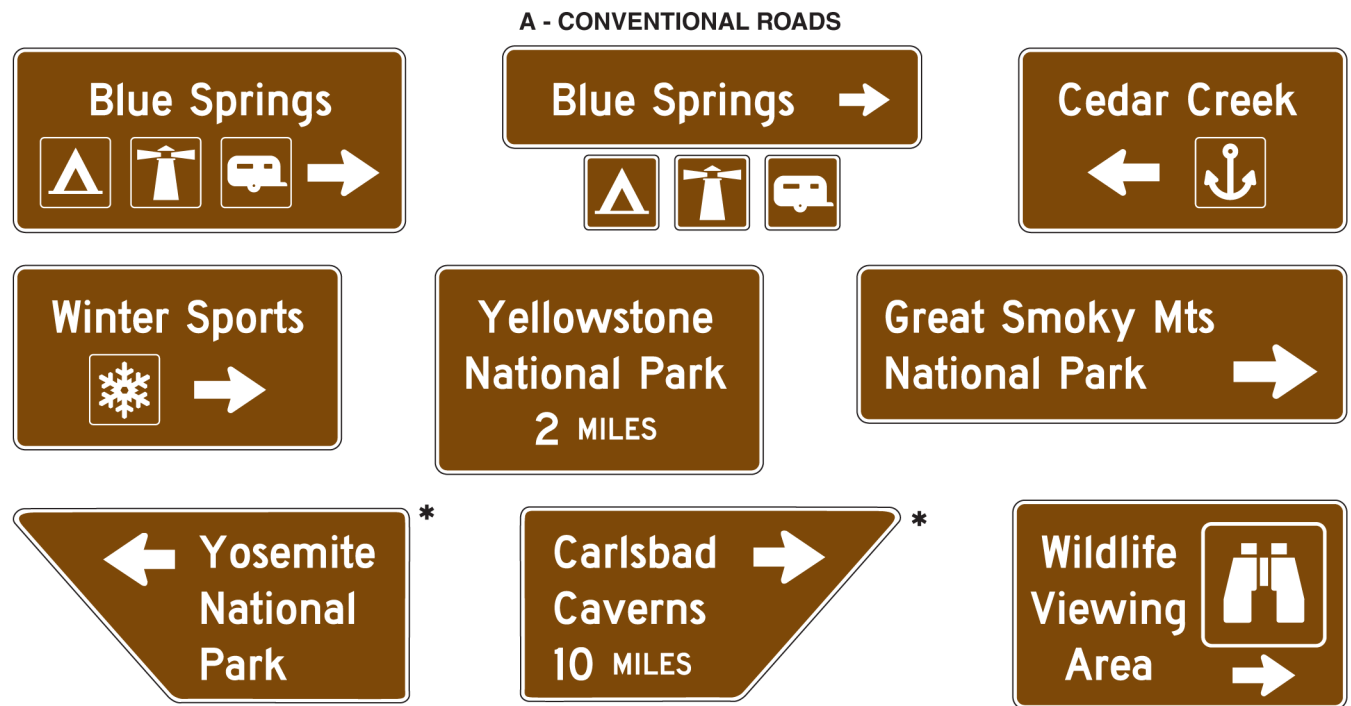 A - CONVENTIONAL ROADS
Blue Springs
Blue Springs
Cedar Creek
Winter Sports
Yellowstone
National Park
2 MILES
Great Smoky Mts
National Park
Yosemite
National
Park
*
Carlsbad
Caverns
10 MILES
*
Wildlife
Viewing
Area